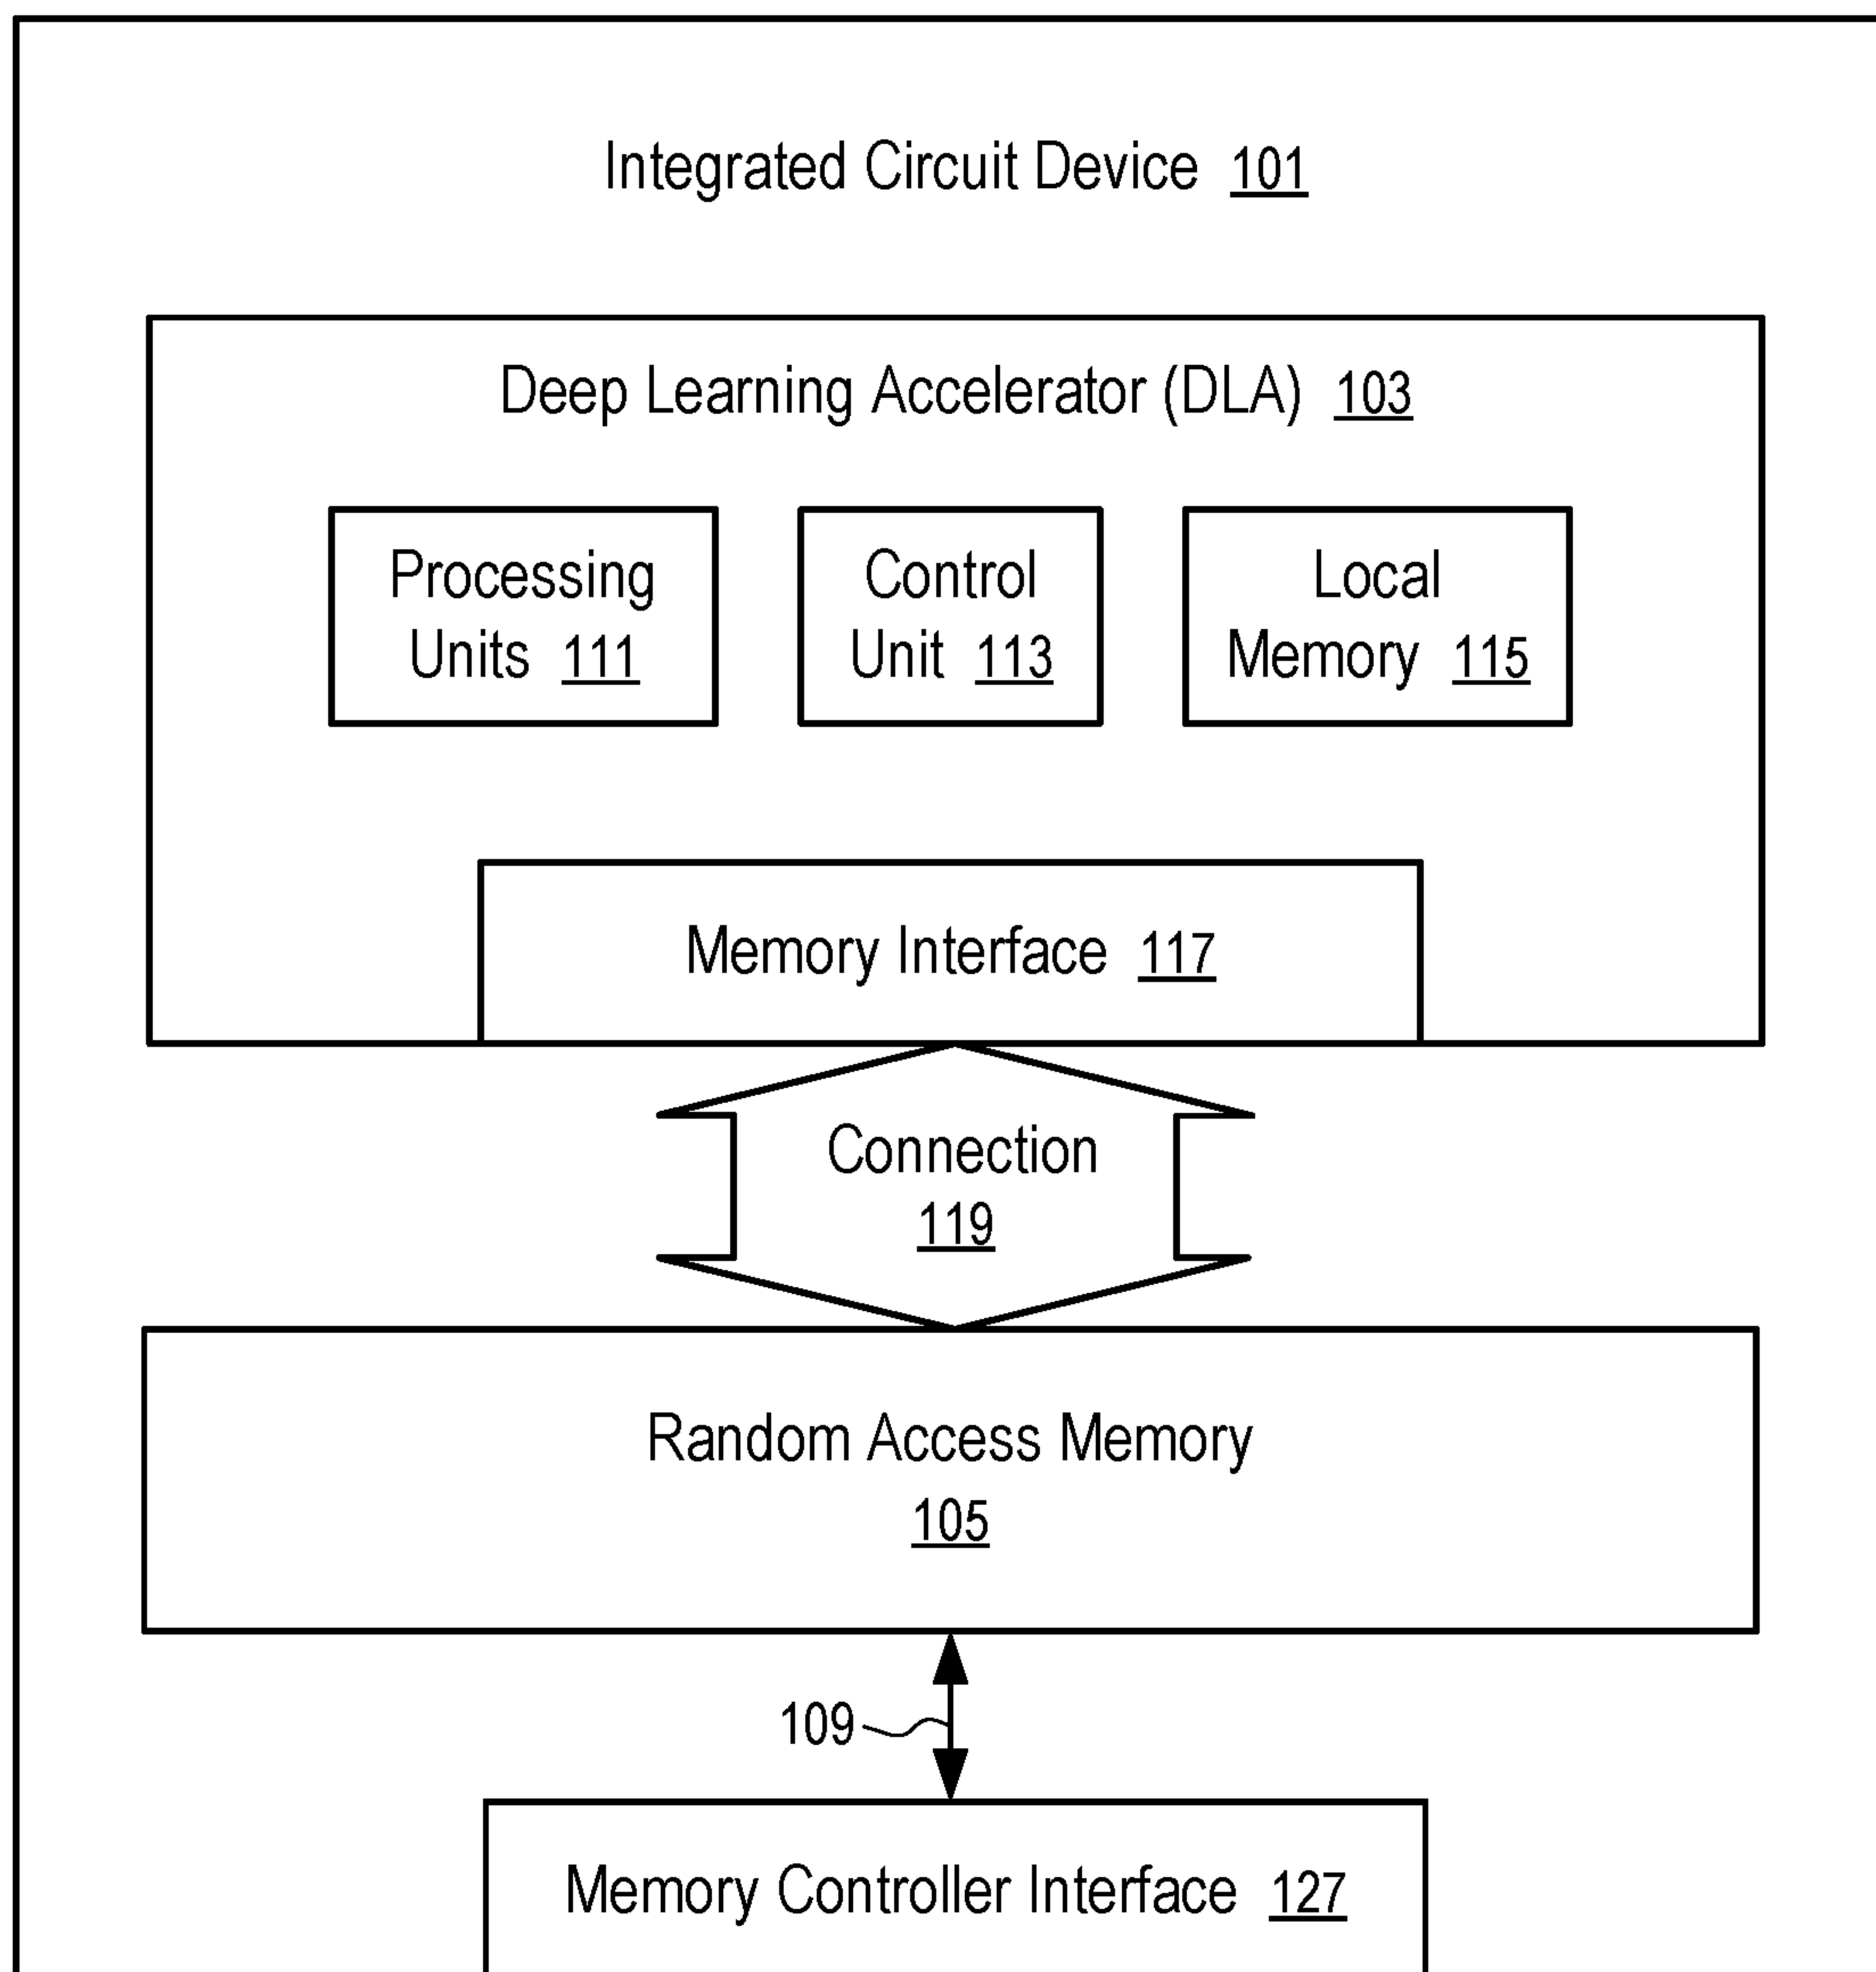 Integrated Circuit Device 101
Deep Learning Accelerator (DLA) 103
Processing
Units 111
Control
Unit 113
Local
Memory 115
Memory Interface 117
Connection
119
Random Access Memory
105
109
Memory Controller Interface 127